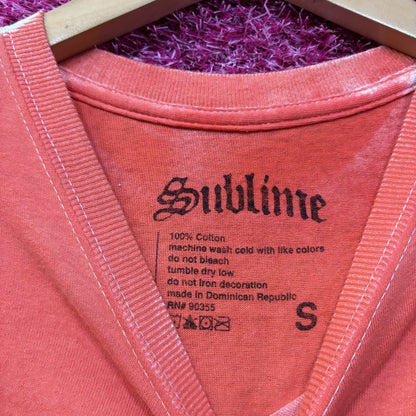 Sublime
100% Cotton
machine wash cold with like colors
do not bleach
tumble dry low
do not iron decoration
made in Dominican Republic
RN# 90355
S